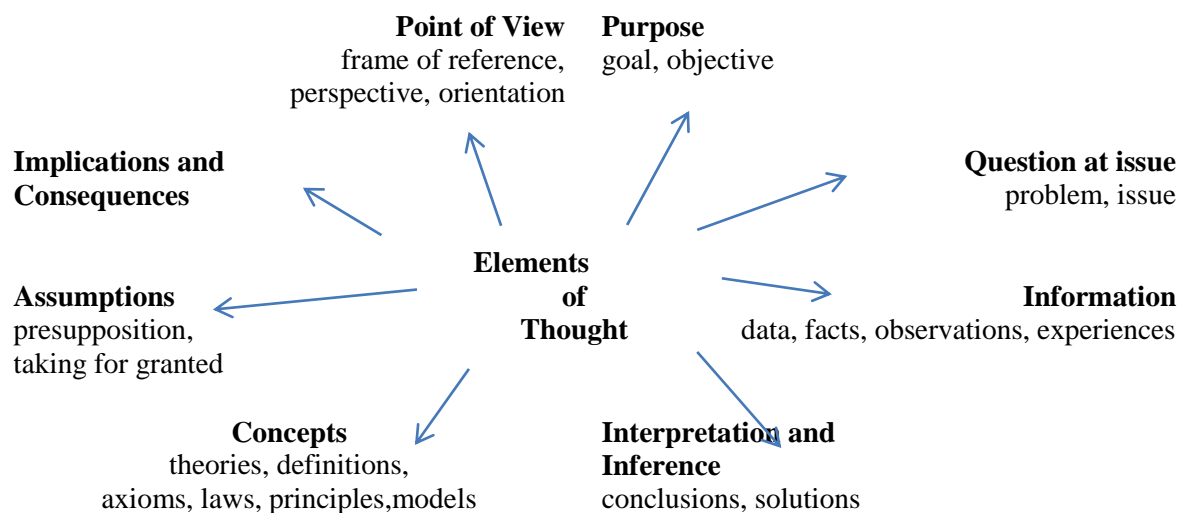 Point of View
frame of reference,
perspective, orientation
Purpose
goal, objective
Implications and
Consequences
Question at issue
problem, issue
Elements
of
Thought
Assumptions
presupposition,
taking for granted
Information
data, facts, observations, experiences
Concepts
theories, definitions,
axioms, laws, principles,models
Interpretation and
Inference
conclusions, solutions